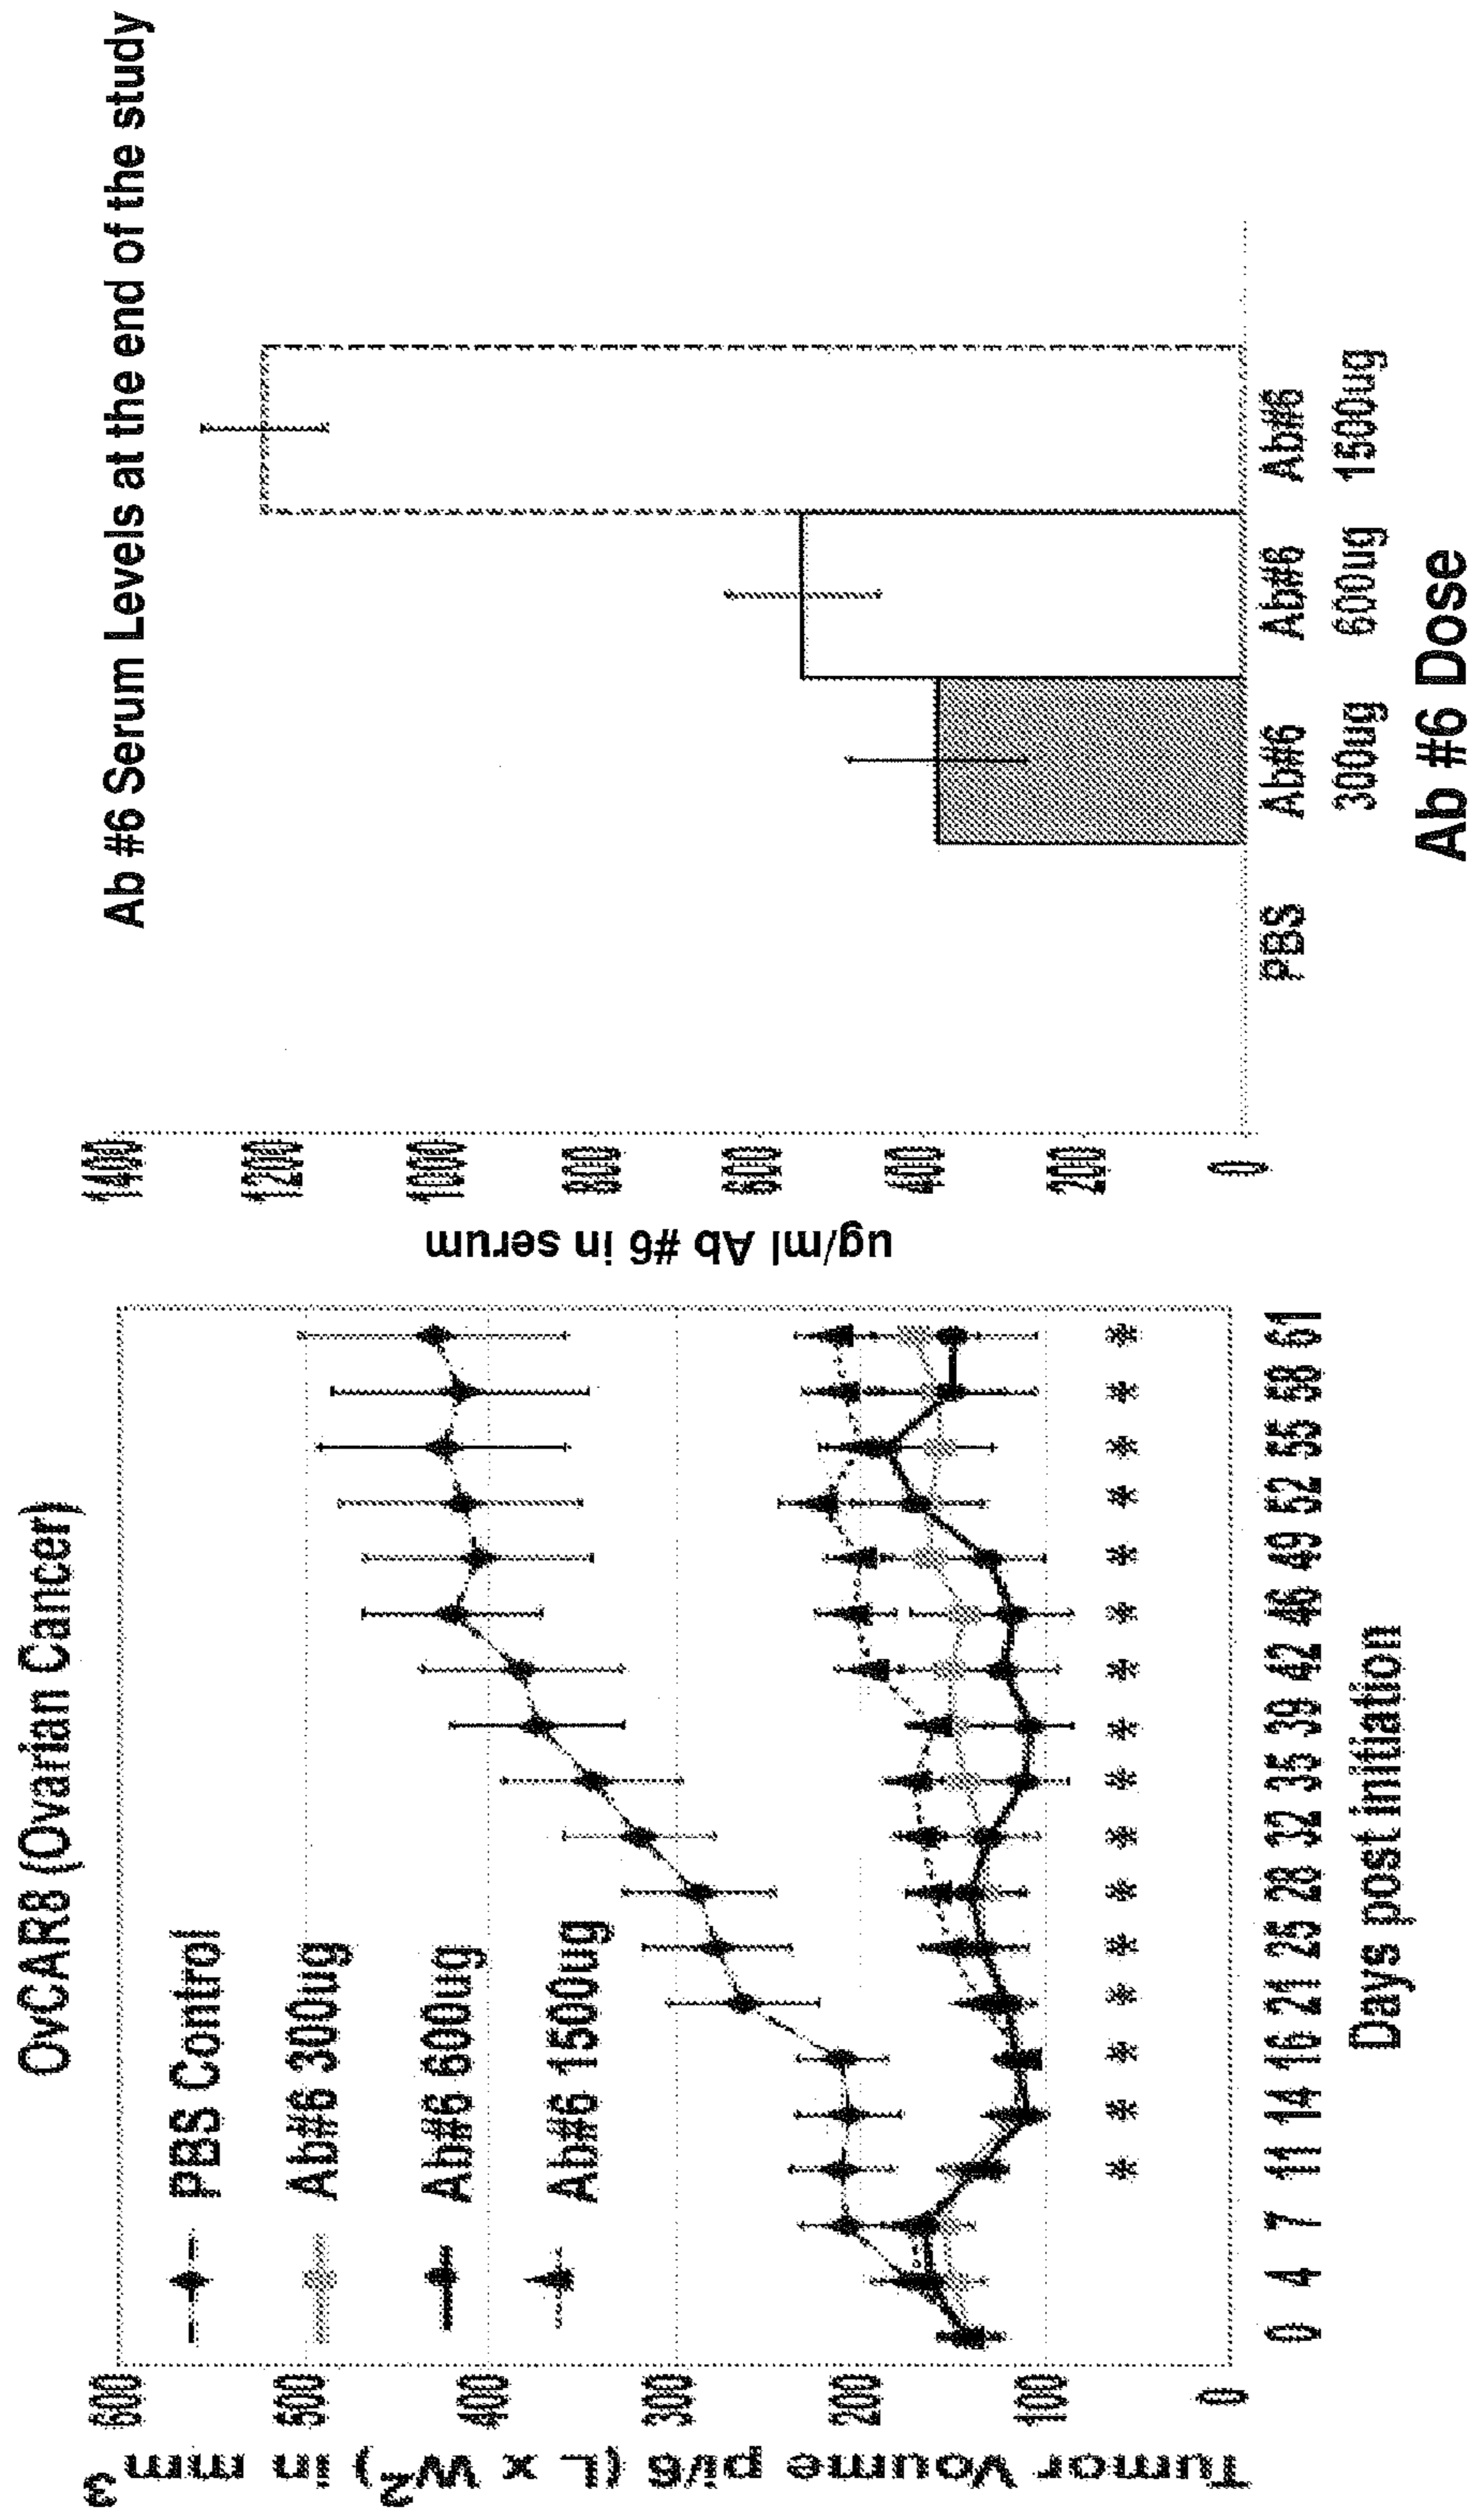 OvCAR8 (Ovarian Cancer)
Tumor Voume pi/6 (L x W²) in mm³
600
500
400
300
200
100
0
PBS Control
Ab#6 300ug
Ab#6 600ug
Ab#6 1500ug
* * * * * * * * * * * * * * * *
0 4 7 11 14 16 21 25 28 32 35 39 42 46 49 52 55 58 61
Days post initiation
Ab #6 Serum Levels at the end of the study
ug/ml Ab #6 in serum
1400
1200
1000
800
600
400
200
0
PBS Ab#6 Ab#6 Ab#6
300ug 600ug 1500ug
Ab #6 Dose